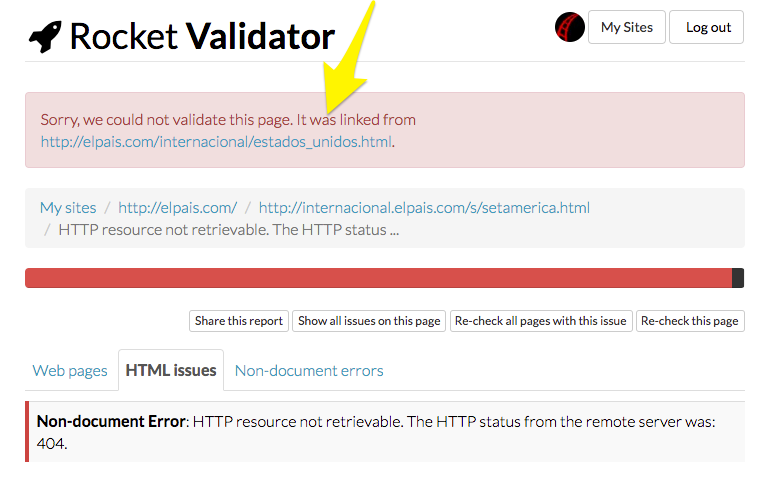 Rocket Validator
My Sites
Log out
Sorry, we could not validate this page. It was linked from
http://elpais.com/internacional/estados_unidos.html.
My sites / http://elpais.com/ / http://internacional.elpais.com/s/setamerica.html
/ HTTP resource not retrievable. The HTTP status ...
Share this report
Show all issues on this page
Re-check all pages with this issue
Re-check this page
Web pages
HTML issues
Non-document errors
Non-document Error: HTTP resource not retrievable. The HTTP status from the remote server was:
404.